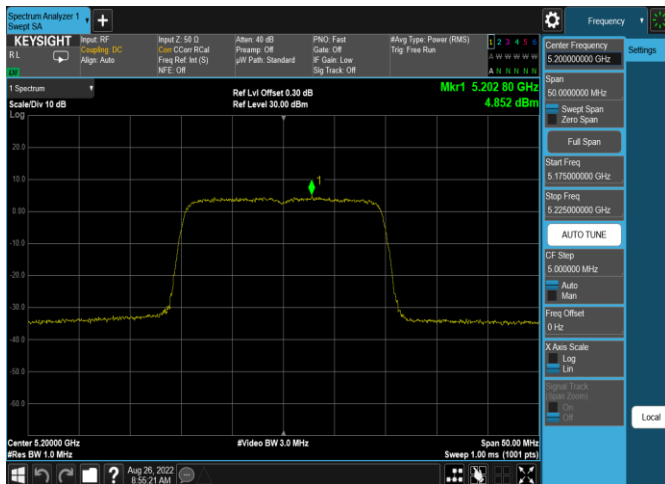 Spectrum Analyzer 1
Swept SA
Frequency
KEYSIGHT
R L
Input: RF
Coupling: DC
Align: Auto
Input Z: 50 Ω
Corr CCorr RCal
Freq Ref: Int (S)
NFE: Off
Atten: 40 dB
Preamp: Off
µW Path: Standard
PNO: Fast
Gate: Off
IF Gain: Low
Sig Track: Off
#Avg Type: Power (RMS)
Trig: Free Run
1 2 3 4 5 6
A W W W W W
A N N N N N
1 Spectrum
Scale/Div 10 dB
Log
Ref Lvl Offset 0.30 dB
Ref Level 30.00 dBm
Mkr1 5.202 80 GHz
4.852 dBm
20.0
10.0
0.00
-10.0
-20.0
-30.0
-40.0
-50.0
-60.0
1
Center 5.20000 GHz
#Res BW 1.0 MHz
#Video BW 3.0 MHz
Span 50.00 MHz
Sweep 1.00 ms (1001 pts)
Aug 26, 2022
8:55:21 AM
Center Frequency
5.200000000 GHz
Span
50.0000000 MHz
Swept Span
Zero Span
Full Span
Start Freq
5.175000000 GHz
Stop Freq
5.225000000 GHz
AUTO TUNE
CF Step
5.000000 MHz
Auto
Man
Freq Offset
0 Hz
X Axis Scale
Log
Lin
Signal Track
(Span Zoom)
On
Off
Settings
Local